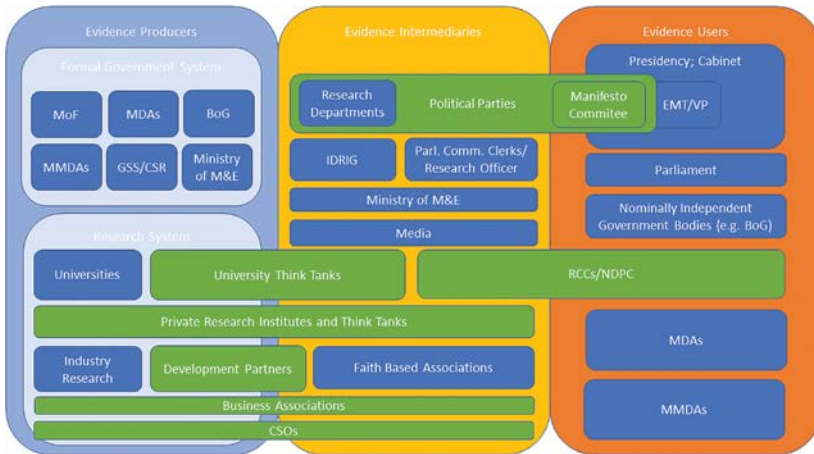 Evidence Producers
Evidence Intermediaries
Evidence Users
Formal Government System
MoF
MDAs
BoG
MMDAs
GSS/CSR
Ministry
of M&E
Research
Departments
Political Parties
Manifesto
Commitee
Presidency; Cabinet
EMT/VP
IDRIG
Parl. Comm. Clerks/
Research Officer
Parliament
Ministry of M&E
Media
Nominally Independent
Government Bodies (e.g. BoG)
Research System
Universities
University Think Tanks
RCCs/NDPC
Private Research Institutes and Think Tanks
Industry
Research
Development Partners
Faith Based Associations
MDAs
Business Associations
CSOs
MMDAs